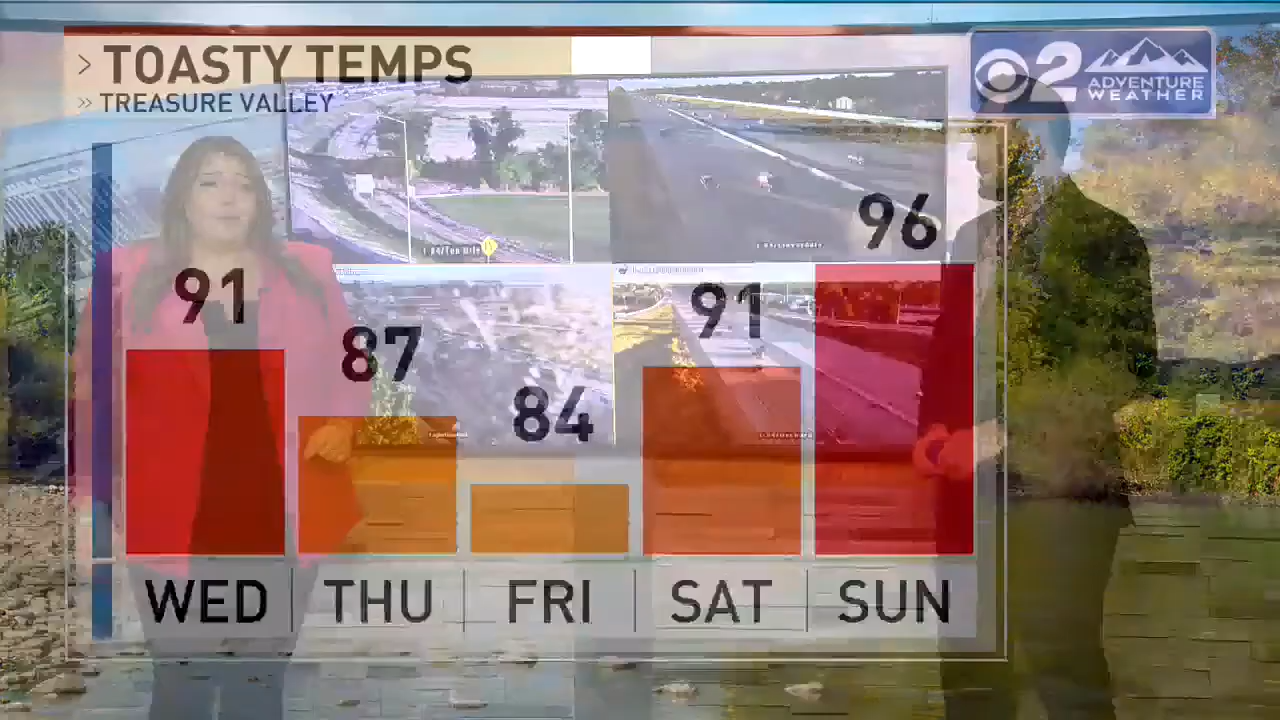 > TOASTY TEMPS
» TREASURE VALLEY
2
ADVENTURE
WEATHER
96
91
91
87
84
WED
THU
FRI
SAT
SUN